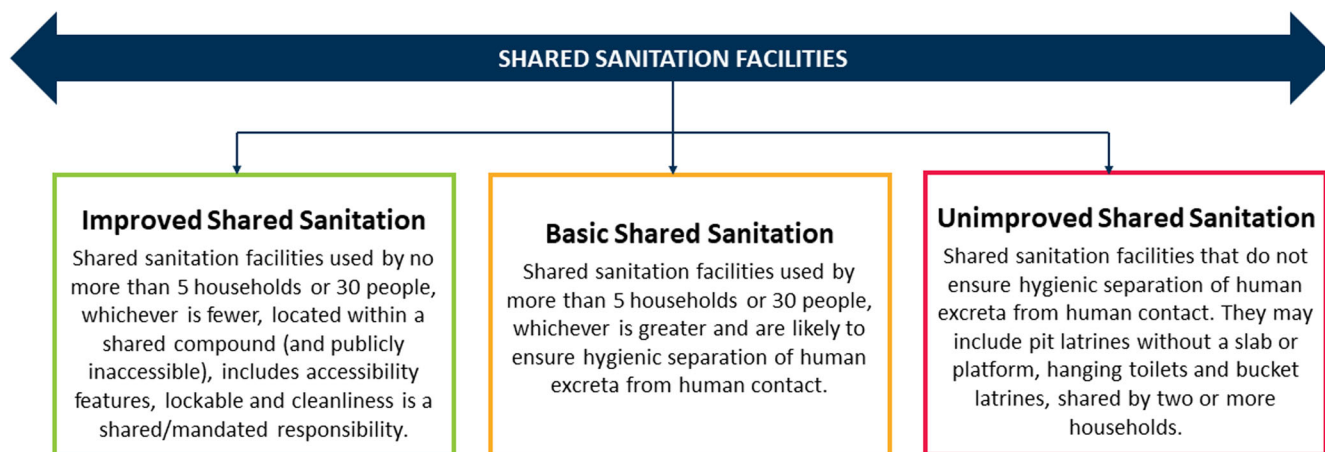 SHARED SANITATION FACILITIES
Improved Shared Sanitation
Shared sanitation facilities used by no
more than 5 households or 30 people,
whichever is fewer, located within a
shared compound (and publicly
inaccessible), includes accessibility
features, lockable and cleanliness is a
shared/mandated responsibility.
Basic Shared Sanitation
Shared sanitation facilities used by
more than 5 households or 30 people,
whichever is greater and are likely to
ensure hygienic separation of human
excreta from human contact.
Unimproved Shared Sanitation
Shared sanitation facilities that do not
ensure hygienic separation of human
excreta from human contact. They may
include pit latrines without a slab or
platform, hanging toilets and bucket
latrines, shared by two or more
households.